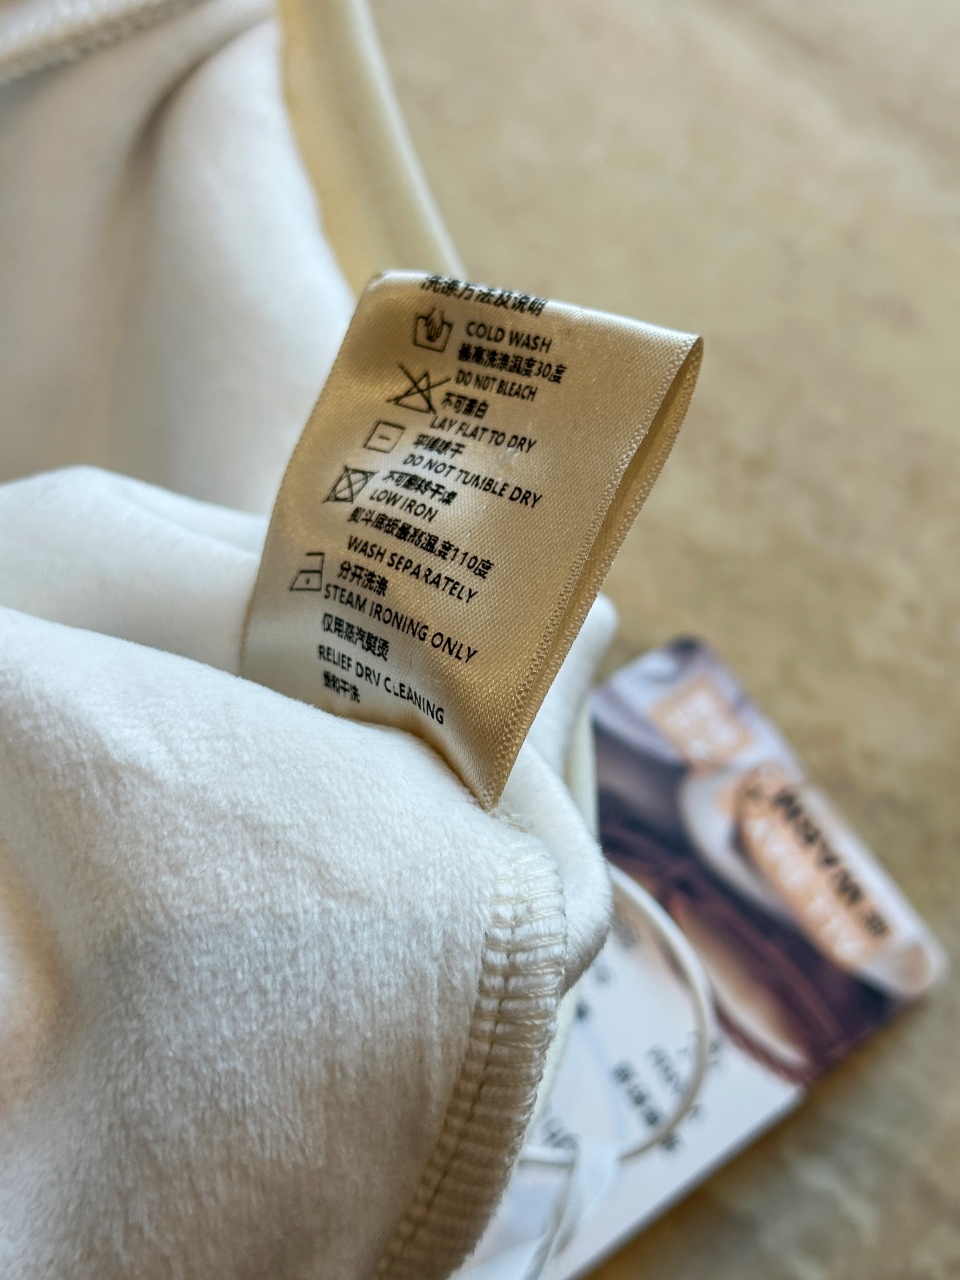 洗涤方法及说明
COLD WASH
最高洗涤温度30度
DO NOT BLEACH
不可漂白
LAY FLAT TO DRY
平铺晾干
DO NOT TUMBLE DRY
不可翻转干燥
LOW IRON
熨斗底板最高温度110度
WASH SEPARATELY
分开洗涤
STEAM IRONING ONLY
仅用蒸汽熨烫
RELIEF DRV CLEANING
缓和干洗